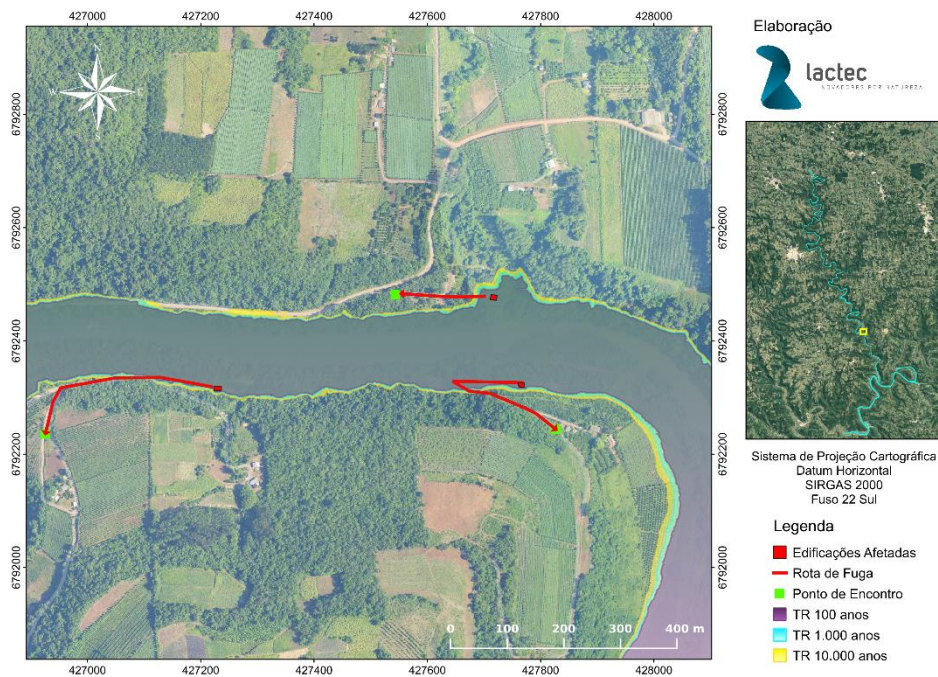 427000 427200 427400 427600 427800 428000
6792800
6792600
6792400
6792200
6792000
N
W
S
0 100 200 300 400 m
6792800
6792600
6792400
6792200
6792000
427000 427200 427400 427600 427800 428000
Elaboração
lactec
INOVADORES POR NATUREZA
Sistema de Projeção Cartográfica
Datum Horizontal
SIRGAS 2000
Fuso 22 Sul
Legenda
Edificações Afetadas
Rota de Fuga
Ponto de Encontro
TR 100 anos
TR 1.000 anos
TR 10.000 anos